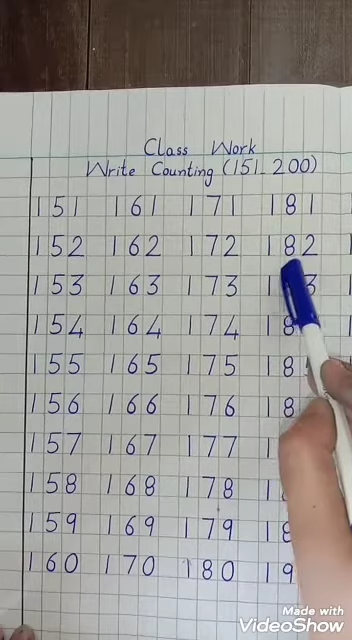 Class Work
Write Counting (151_200)
151 161 171 181
152 162 172 182
153 163 173
154 164 174
155 165 175
156 166 176
157 167 177
158 168 178
159 169 179
160 170 180
Made with
VideoShow